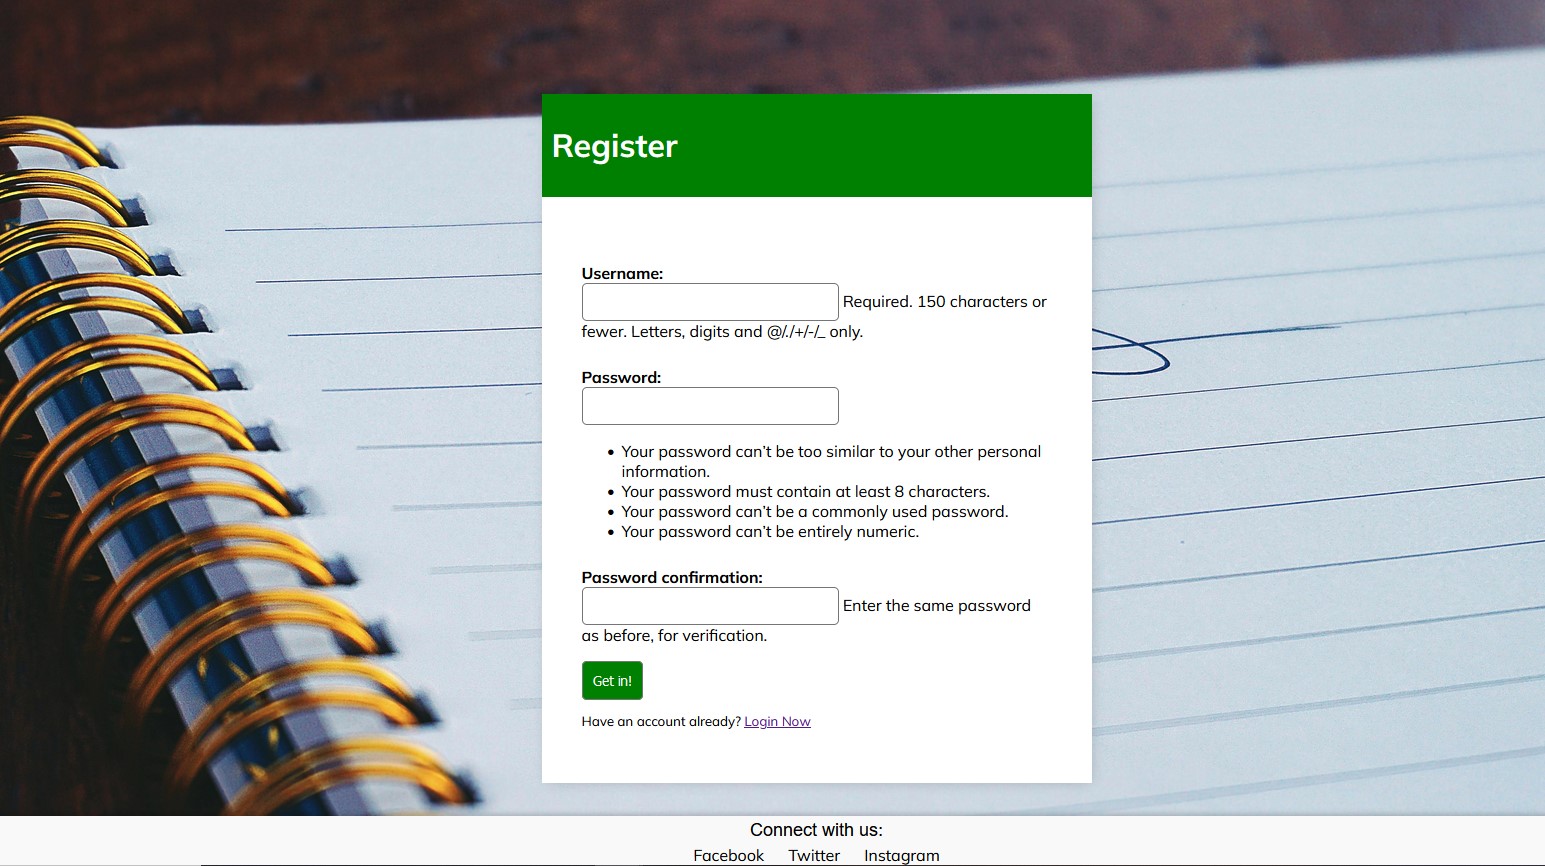 Register
Username:
Required. 150 characters or
fewer. Letters, digits and @/./+/-/_ only.
Password:
• Your password can't be too similar to your other personal
information.
• Your password must contain at least 8 characters.
• Your password can't be a commonly used password.
• Your password can't be entirely numeric.
Password confirmation:
Enter the same password
as before, for verification.
Get in!
Have an account already? Login Now
Connect with us:
Facebook Twitter Instagram